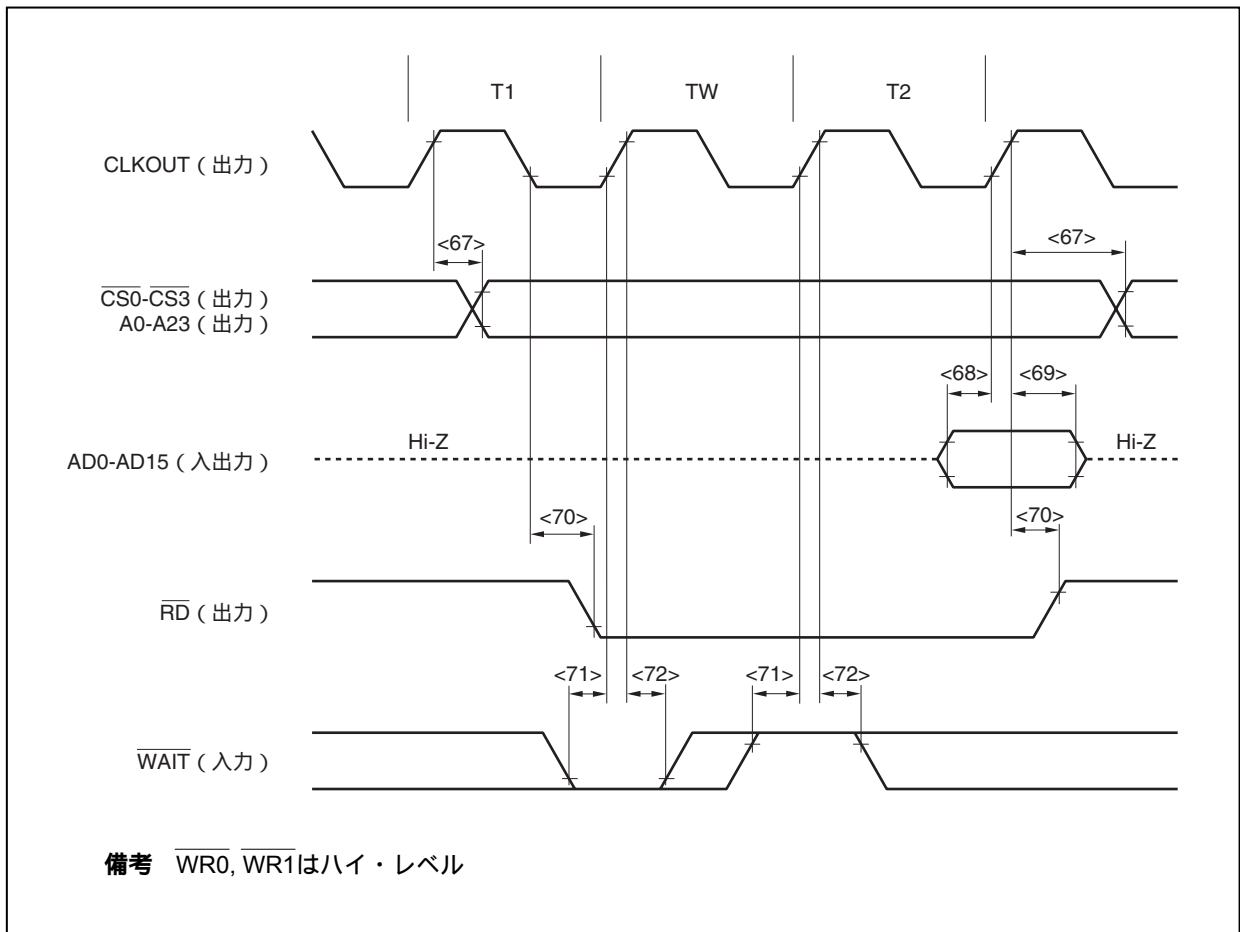 T1 TW T2
CLKOUT（出力）
<67> <67>
CS0-CS3（出力）
A0-A23（出力）
<68> <69>
Hi-Z Hi-Z
AD0-AD15（入出力）
<70> <70>
RD（出力）
<71> <72> <71> <72>
WAIT（入力）
備考 WR0, WR1はハイ・レベル